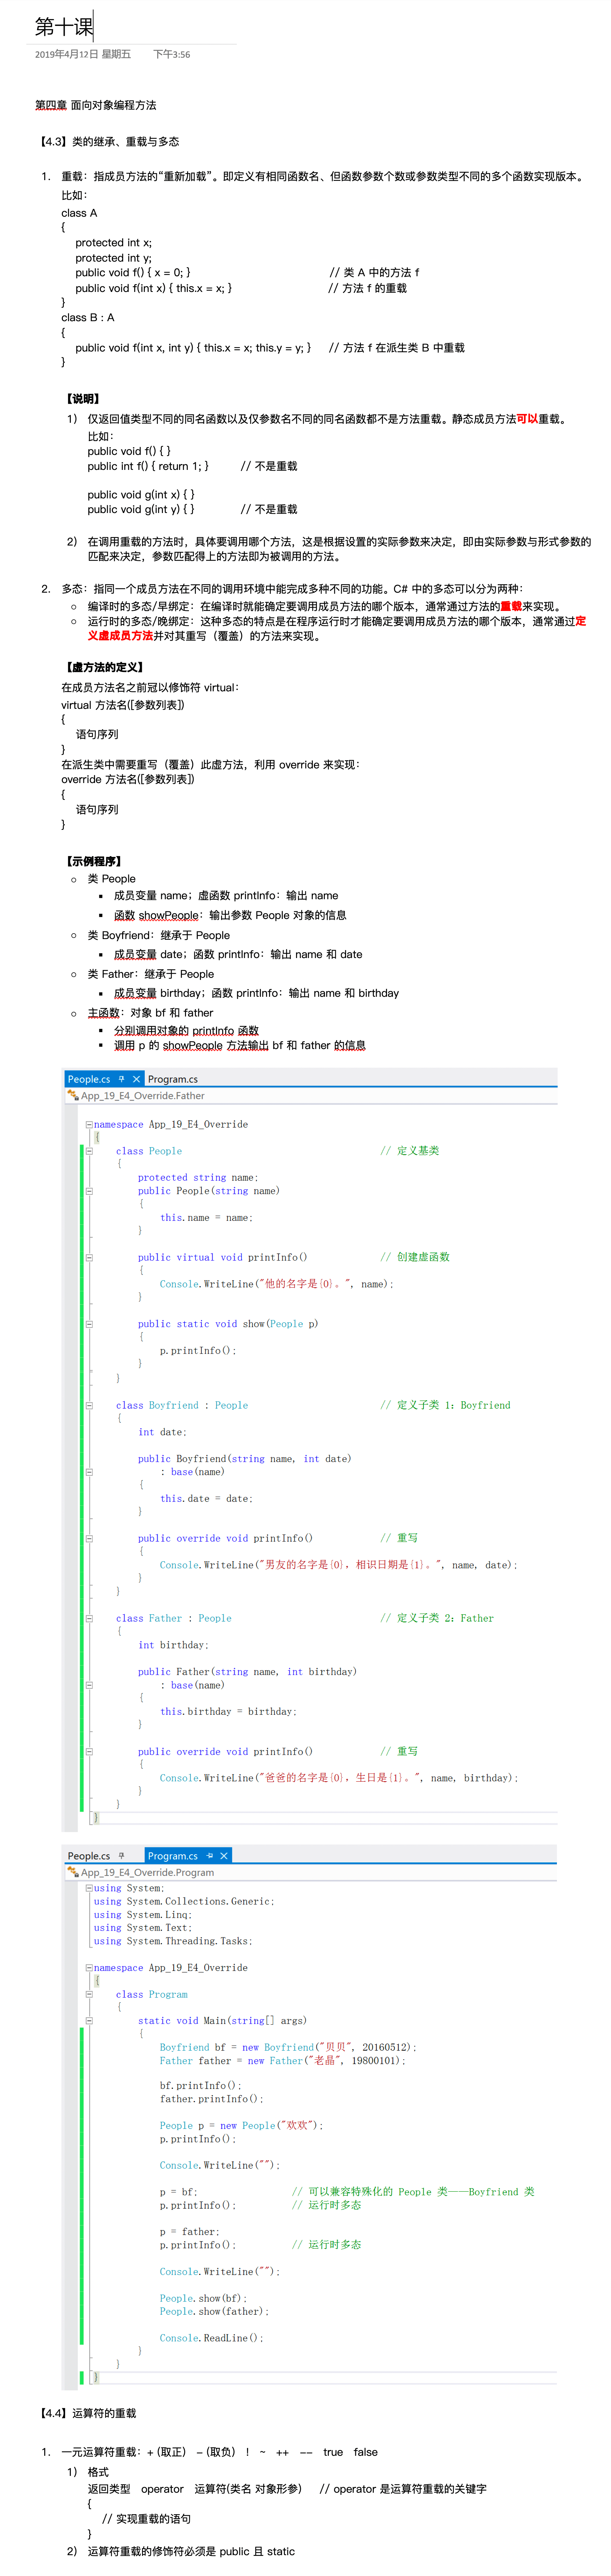 第十课
2019年4月12日 星期五 下午3:56
第四章 面向对象编程方法
【4.3】类的继承、重载与多态
1. 重载：指成员方法的“重新加载”。即定义有相同函数名、但函数参数个数或参数类型不同的多个函数实现版本。
比如：
class A
{
protected int x;
protected int y;
public void f() { x = 0; } // 类 A 中的方法 f
public void f(int x) { this.x = x; } // 方法 f 的重载
}
class B : A
{
public void f(int x, int y) { this.x = x; this.y = y; } // 方法 f 在派生类 B 中重载
}
【说明】
1) 仅返回值类型不同的同名函数以及仅参数名不同的同名函数都不是方法重载。静态成员方法可以重载。
比如：
public void f() { }
public int f() { return 1; } // 不是重载
public void g(int x) { }
public void g(int y) { } // 不是重载
2) 在调用重载的方法时，具体要调用哪个方法，这是根据设置的实际参数来决定，即由实际参数与形式参数的
匹配来决定，参数匹配得上的方法即为被调用的方法。
2. 多态：指同一个成员方法在不同的调用环境中能完成多种不同的功能。C# 中的多态可以分为两种：
○ 编译时的多态/早绑定：在编译时就能确定要调用成员方法的哪个版本，通常通过方法的重载来实现。
○ 运行时的多态/晚绑定：这种多态的特点是在程序运行时才能确定要调用成员方法的哪个版本，通常通过定
义虚成员方法并对其重写（覆盖）的方法来实现。
【虚方法的定义】
在成员方法名之前冠以修饰符 virtual：
virtual 方法名([参数列表])
{
语句序列
}
在派生类中需要重写（覆盖）此虚方法，利用 override 来实现：
override 方法名([参数列表])
{
语句序列
}
【示例程序】
○ 类 People
▪ 成员变量 name；虚函数 printInfo：输出 name
▪ 函数 showPeople：输出参数 People 对象的信息
○ 类 Boyfriend：继承于 People
▪ 成员变量 date；函数 printInfo：输出 name 和 date
○ 类 Father：继承于 People
▪ 成员变量 birthday；函数 printInfo：输出 name 和 birthday
○ 主函数：对象 bf 和 father
▪ 分别调用对象的 printInfo 函数
▪ 调用 p 的 showPeople 方法输出 bf 和 father 的信息
People.cs Program.cs
App_19_E4_Override.Father
namespace App_19_E4_Override
{
class People // 定义基类
{
protected string name;
public People(string name)
{
this.name = name;
}
public virtual void printInfo() // 创建虚函数
{
Console.WriteLine("他的名字是{0}。", name);
}
public static void show(People p)
{
p.printInfo();
}
}
class Boyfriend : People // 定义子类 1：Boyfriend
{
int date;
public Boyfriend(string name, int date)
: base(name)
{
this.date = date;
}
public override void printInfo() // 重写
{
Console.WriteLine("男友的名字是{0}，相识日期是{1}。", name, date);
}
}
class Father : People // 定义子类 2：Father
{
int birthday;
public Father(string name, int birthday)
: base(name)
{
this.birthday = birthday;
}
public override void printInfo() // 重写
{
Console.WriteLine("爸爸的名字是{0}，生日是{1}。", name, birthday);
}
}
}
People.cs Program.cs
App_19_E4_Override.Program
using System;
using System.Collections.Generic;
using System.Linq;
using System.Text;
using System.Threading.Tasks;
namespace App_19_E4_Override
{
class Program
{
static void Main(string[] args)
{
Boyfriend bf = new Boyfriend("贝贝", 20160512);
Father father = new Father("老晶", 19800101);
bf.printInfo();
father.printInfo();
People p = new People("欢欢");
p.printInfo();
Console.WriteLine("");
p = bf; // 可以兼容特殊化的 People 类——Boyfriend 类
p.printInfo(); // 运行时多态
p = father;
p.printInfo(); // 运行时多态
Console.WriteLine("");
People.show(bf);
People.show(father);
Console.ReadLine();
}
}
}
【4.4】运算符的重载
1. 一元运算符重载：+ (取正) – (取负) ! ~ ++ –– true false
1) 格式
返回类型 operator 运算符(类名 对象形参) // operator 是运算符重载的关键字
{
// 实现重载的语句
}
2) 运算符重载的修饰符必须是 public 且 static